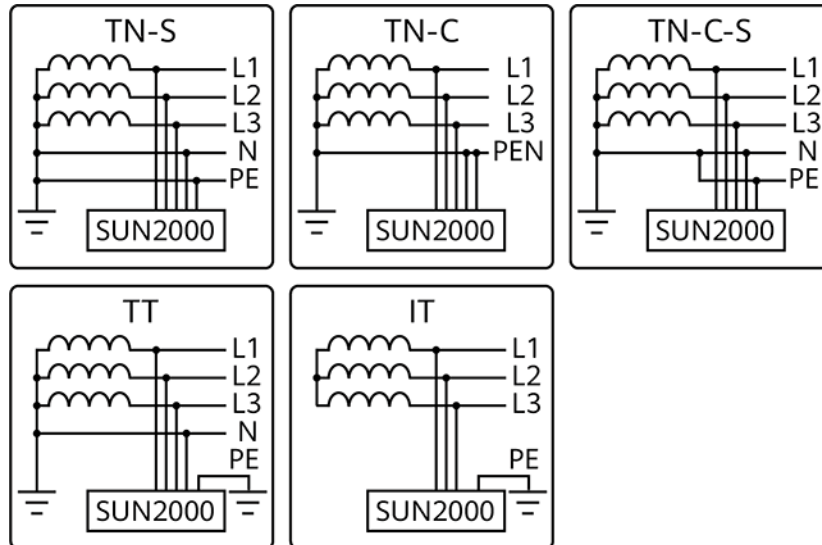 TN-S
L1
L2
L3
N
PE
SUN2000
TN-C
L1
L2
L3
PEN
SUN2000
TN-C-S
L1
L2
L3
N
PE
SUN2000
TT
L1
L2
L3
N
PE
SUN2000
IT
L1
L2
L3
PE
SUN2000